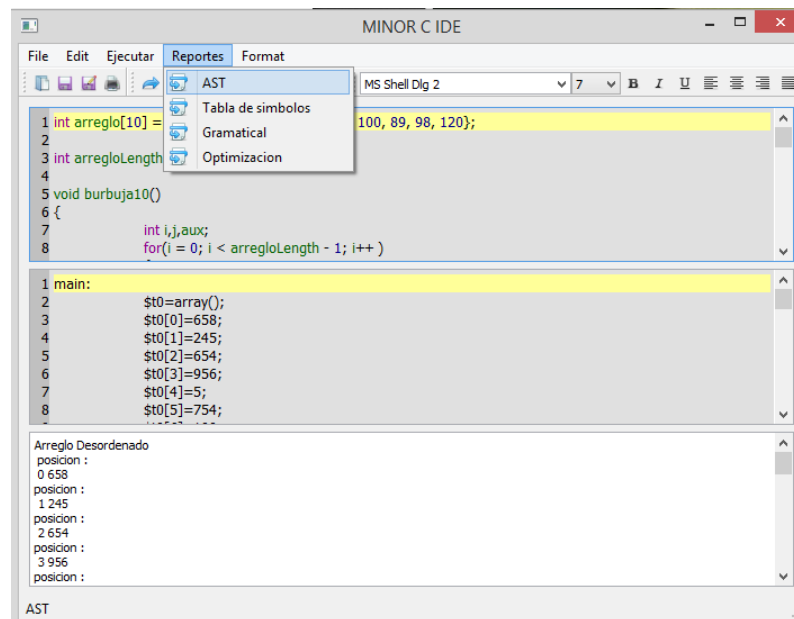 MINOR C IDE
File Edit Ejecutar Reportes Format
MS Shell Dlg 2 7 B I U
AST
Tabla de simbolos
Gramatical
Optimizacion
1 int arreglo[10] = 100, 89, 98, 120};
2
3 int arregloLength
4
5 void burbuja10()
6 {
7 int i,j,aux;
8 for(i = 0; i < arregloLength - 1; i++ )
1 main:
2 $t0=array();
3 $t0[0]=658;
4 $t0[1]=245;
5 $t0[2]=654;
6 $t0[3]=956;
7 $t0[4]=5;
8 $t0[5]=754;
Arreglo Desordenado
posicion :
0 658
posicion :
1 245
posicion :
2 654
posicion :
3 956
posicion :
AST